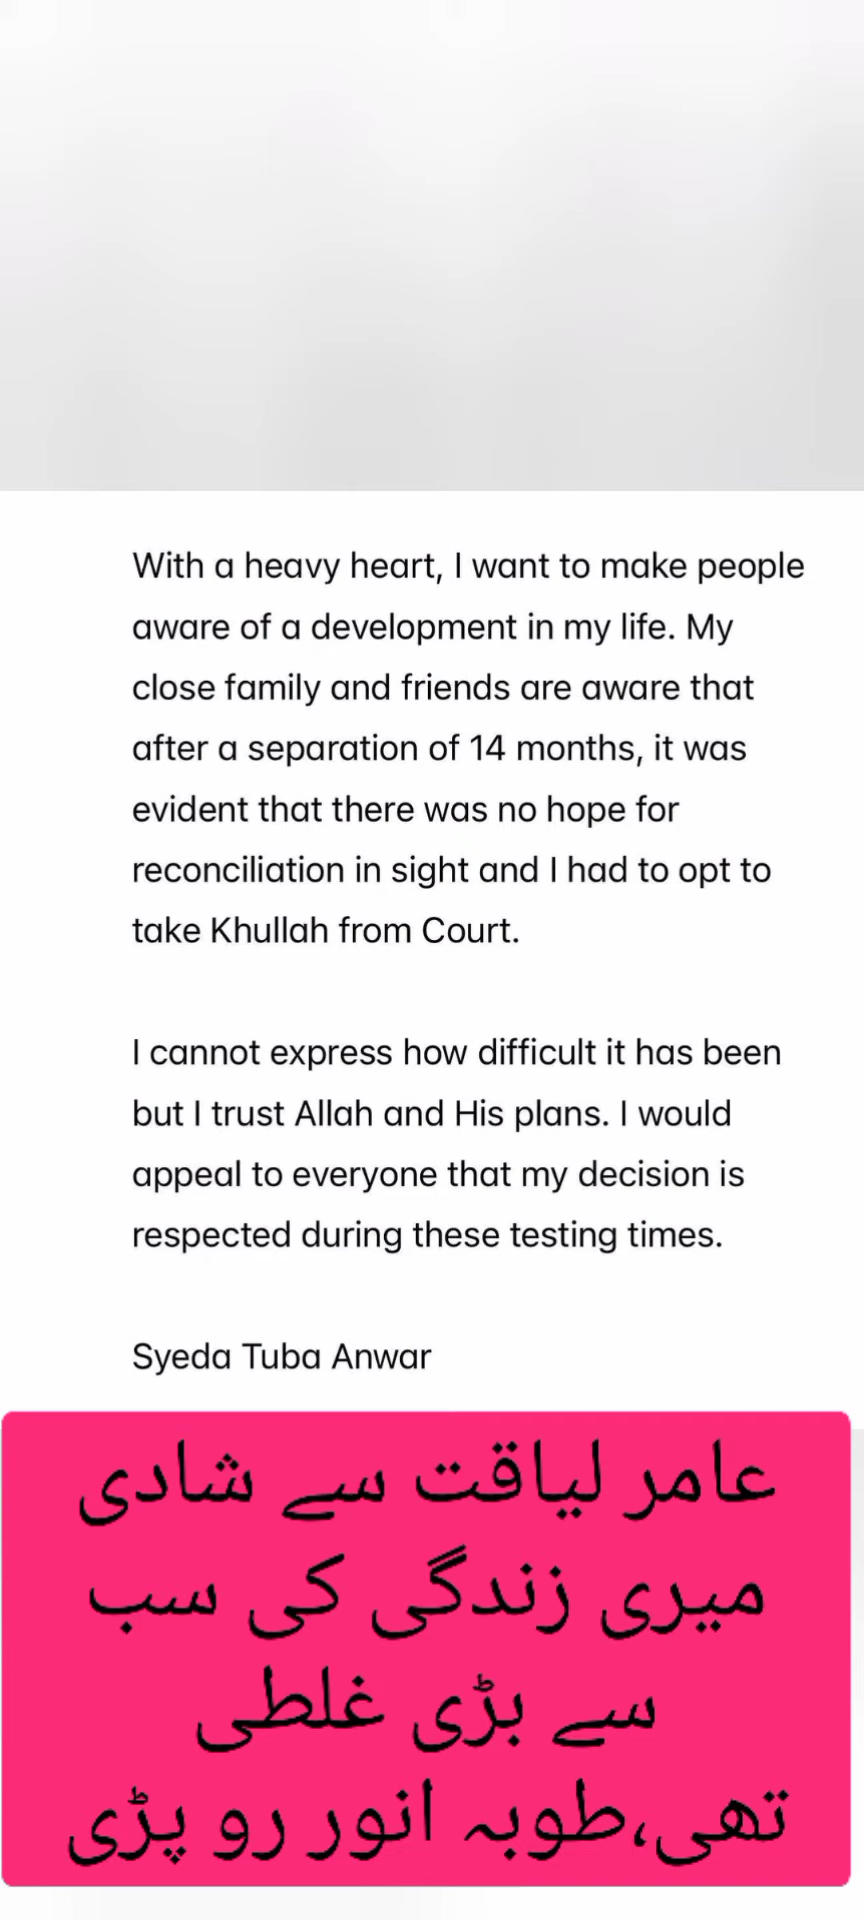 With a heavy heart, I want to make people
aware of a development in my life. My
close family and friends are aware that
after a separation of 14 months, it was
evident that there was no hope for
reconciliation in sight and I had to opt to
take Khullah from Court.
I cannot express how difficult it has been
but I trust Allah and His plans. I would
appeal to everyone that my decision is
respected during these testing times.
Syeda Tuba Anwar
عامر لیاقت سے شادی
میری زندگی کی سب
سے بڑی غلطی
تھی،طوبہ انور رو پڑی